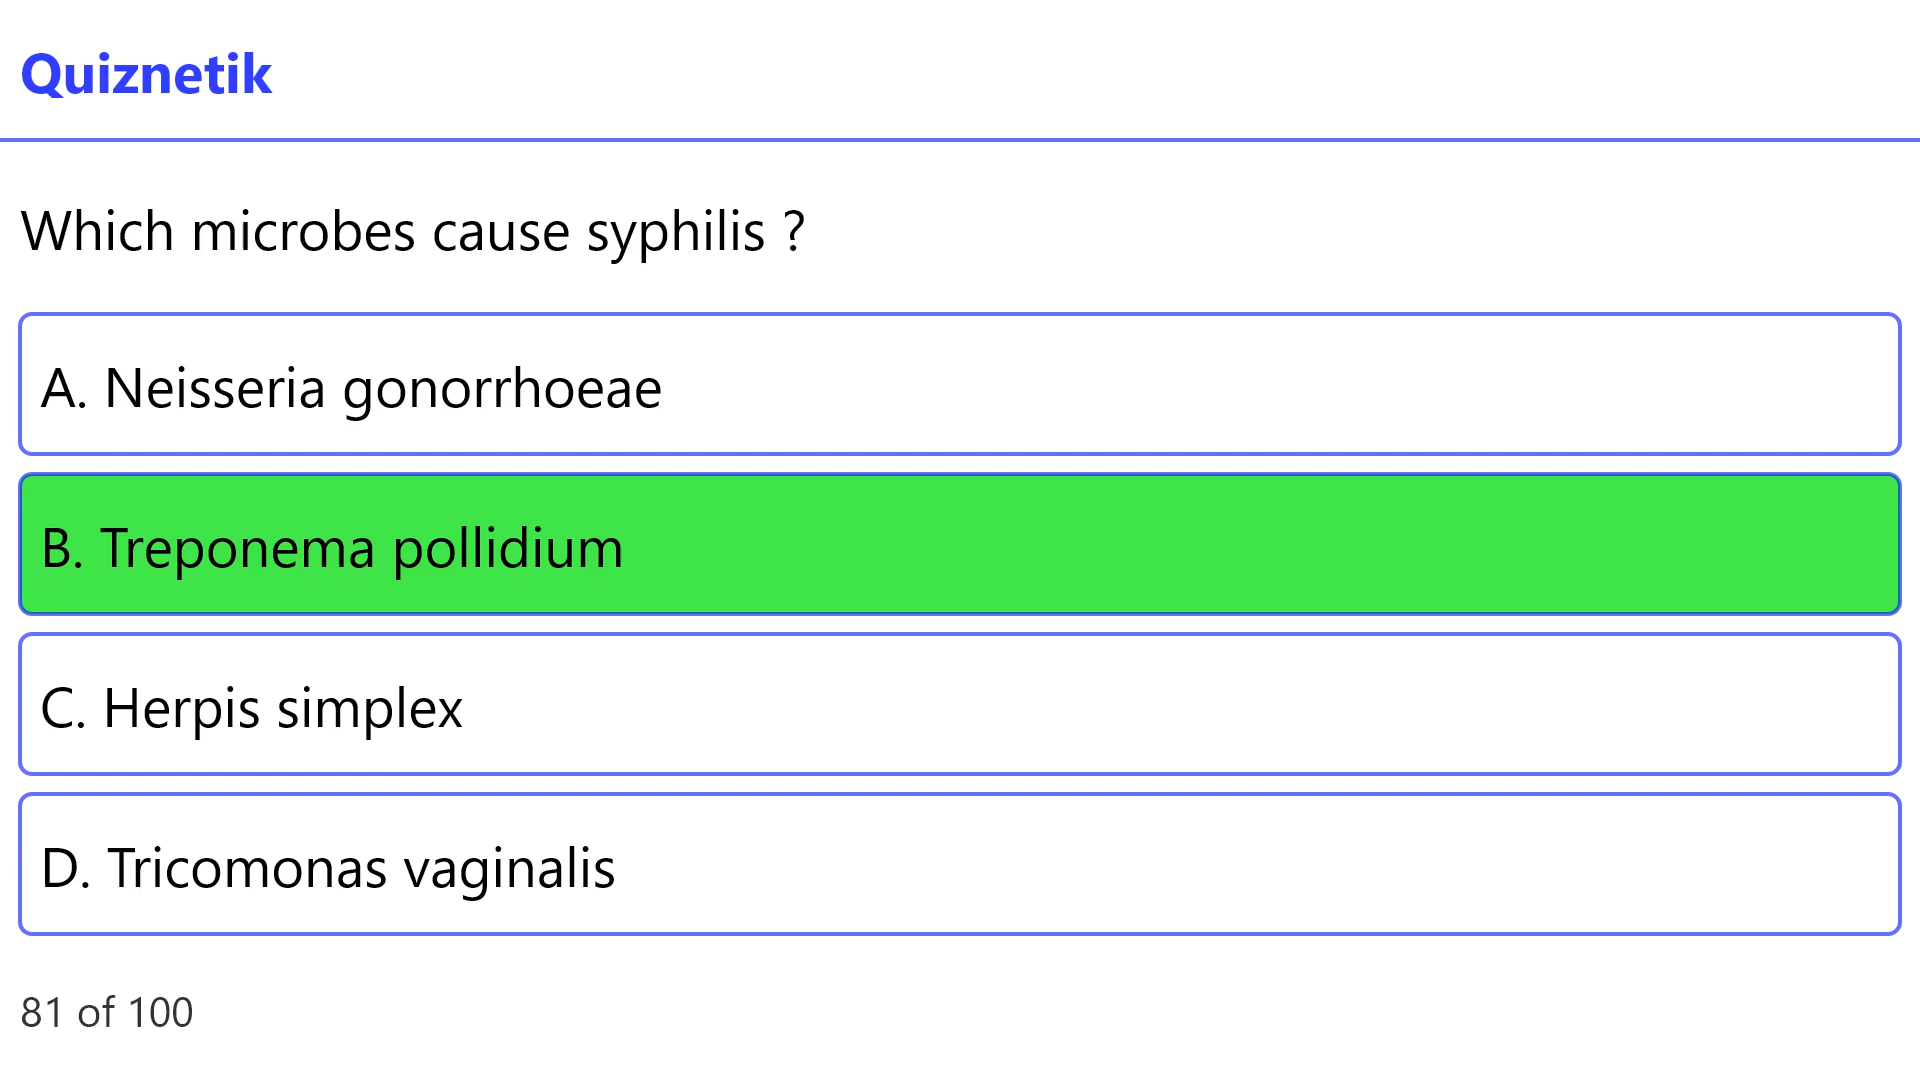 Quiznetik
Which microbes cause syphilis ?
A. Neisseria gonorrhoeae
B. Treponema pollidium
C. Herpis simplex
D. Tricomonas vaginalis
81 of 100